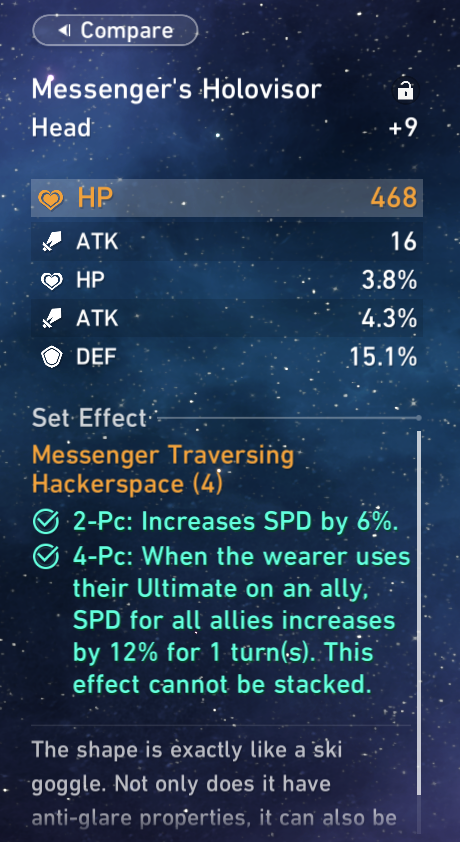 Compare
Messenger's Holovisor
Head +9
HP 468
ATK 16
HP 3.8%
ATK 4.3%
DEF 15.1%
Set Effect
Messenger Traversing
Hackerspace (4)
2-Pc: Increases SPD by 6%.
4-Pc: When the wearer uses
their Ultimate on an ally,
SPD for all allies increases
by 12% for 1 turn(s). This
effect cannot be stacked.
The shape is exactly like a ski
goggle. Not only does it have
anti-glare properties, it can also be